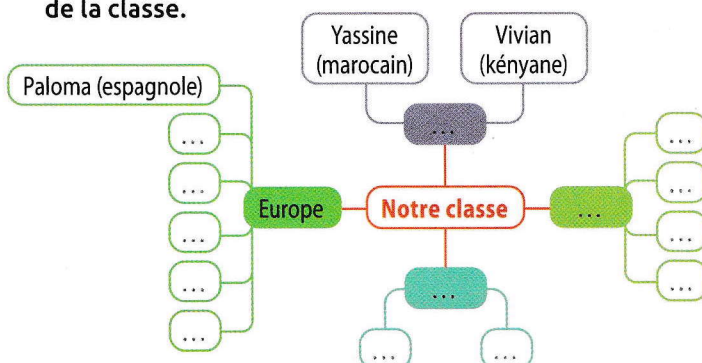 de la classe.
Yassine
(marocain)
Vivian
(kényane)
Paloma (espagnole)
...
...
...
...
...
...
Europe
Notre classe
...
...
...
...
...
...
...
...